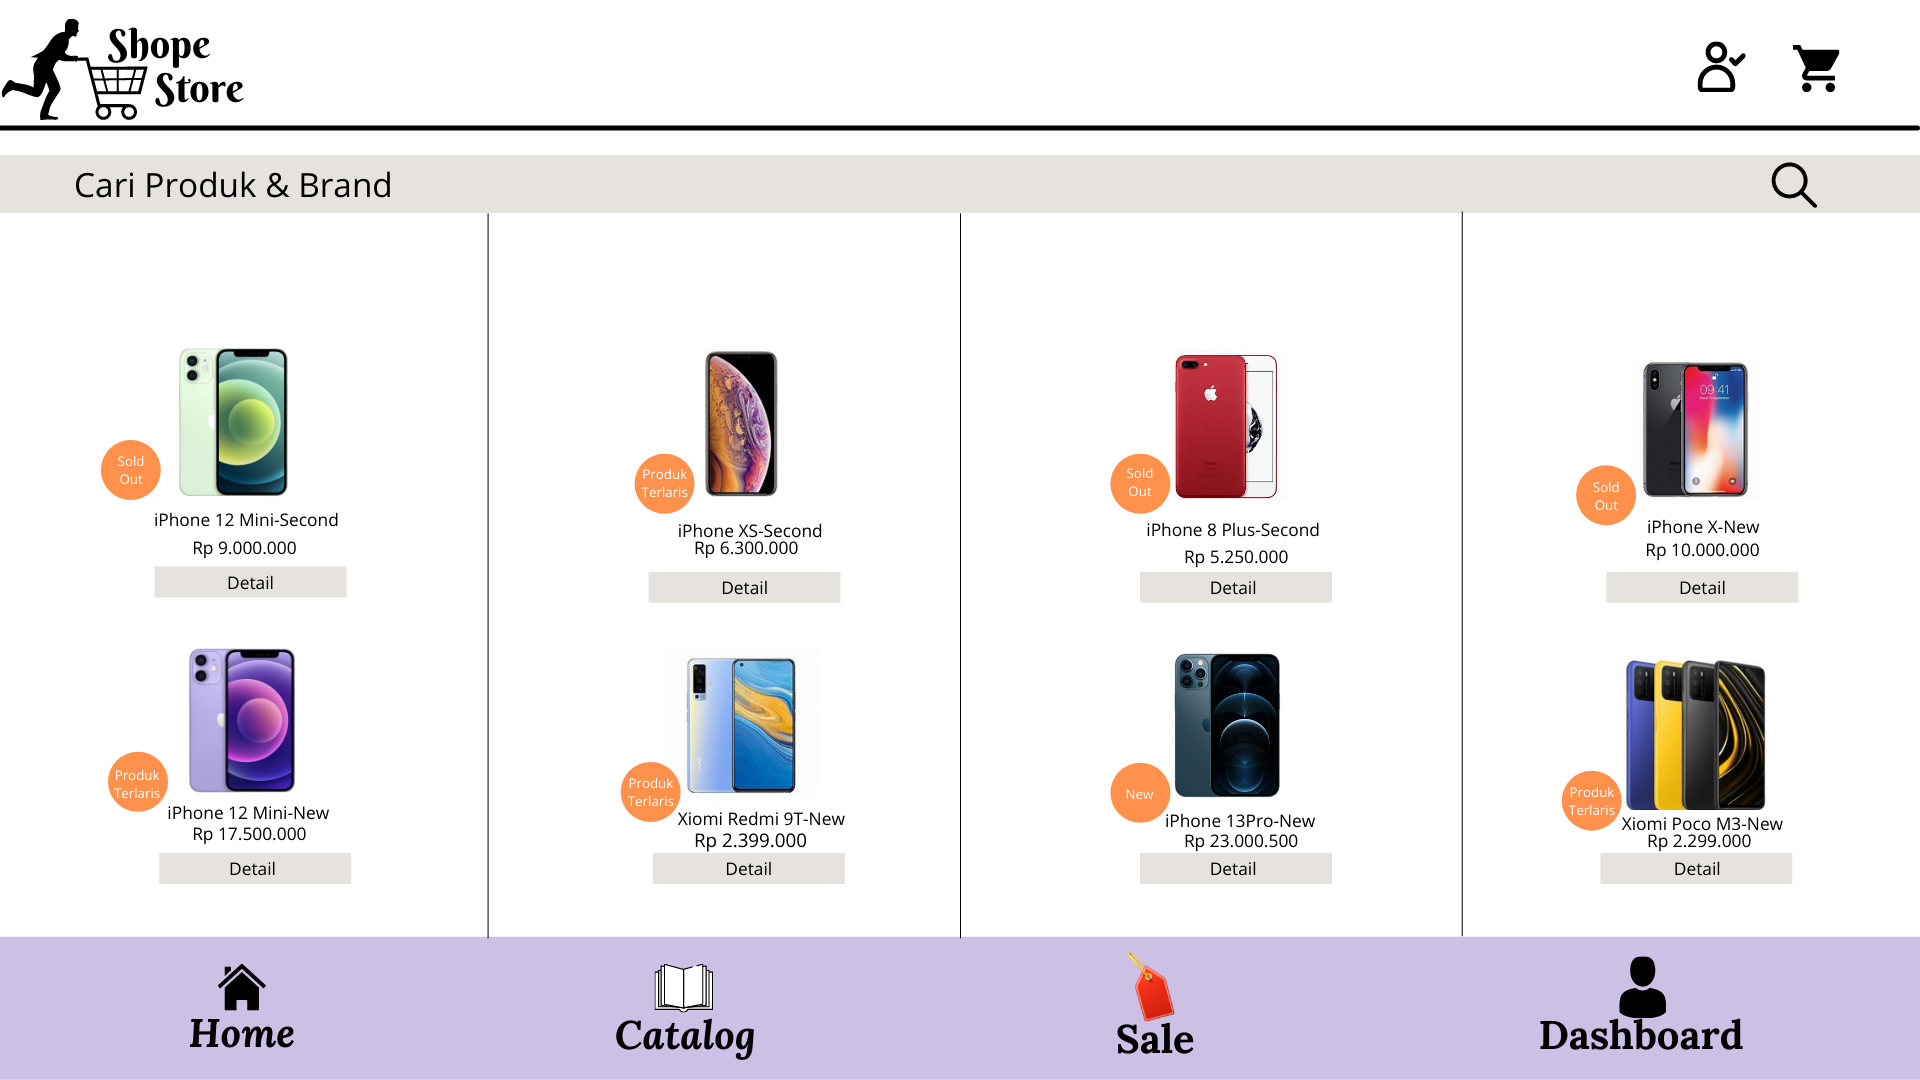 Shope
Store
Cari Produk & Brand
Sold
Out
iPhone 12 Mini-Second
Rp 9.000.000
Detail
Produk
Terlaris
iPhone XS-Second
Rp 6.300.000
Detail
Sold
Out
iPhone 8 Plus-Second
Rp 5.250.000
Detail
09:41
Sold
Out
iPhone X-New
Rp 10.000.000
Detail
Produk
Terlaris
iPhone 12 Mini-New
Rp 17.500.000
Detail
Produk
Terlaris
Xiomi Redmi 9T-New
Rp 2.399.000
Detail
New
iPhone 13Pro-New
Rp 23.000.500
Detail
Produk
Terlaris
Xiomi Poco M3-New
Rp 2.299.000
Detail
Home
Catalog
Sale
Dashboard